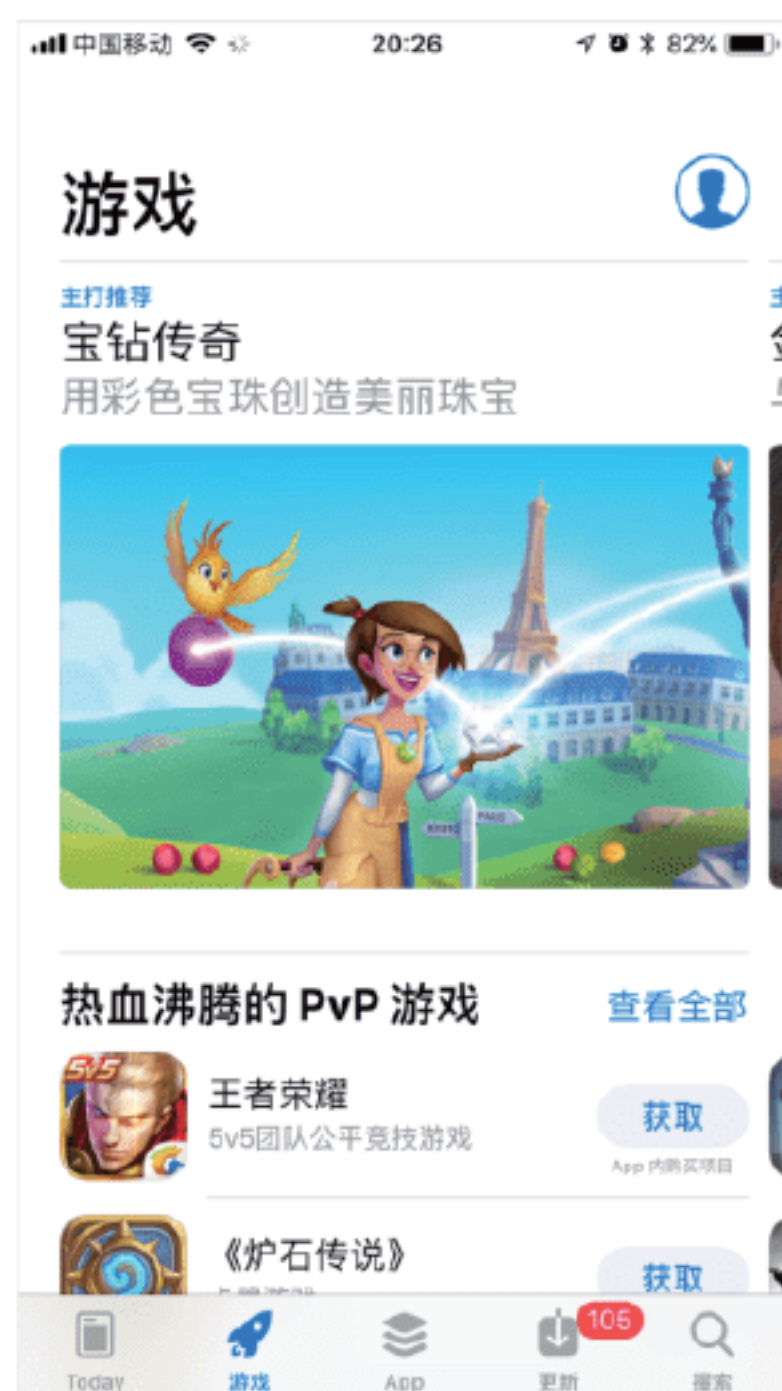 中国移动 20:26 82%
游戏
主打推荐
宝钻传奇
用彩色宝珠创造美丽珠宝
PARIS
热血沸腾的 PvP 游戏 查看全部
5v5
王者荣耀
5v5团队公平竞技游戏
获取
App 内购买项目
《炉石传说》
获取
105
Today 游戏 App 更新 搜索